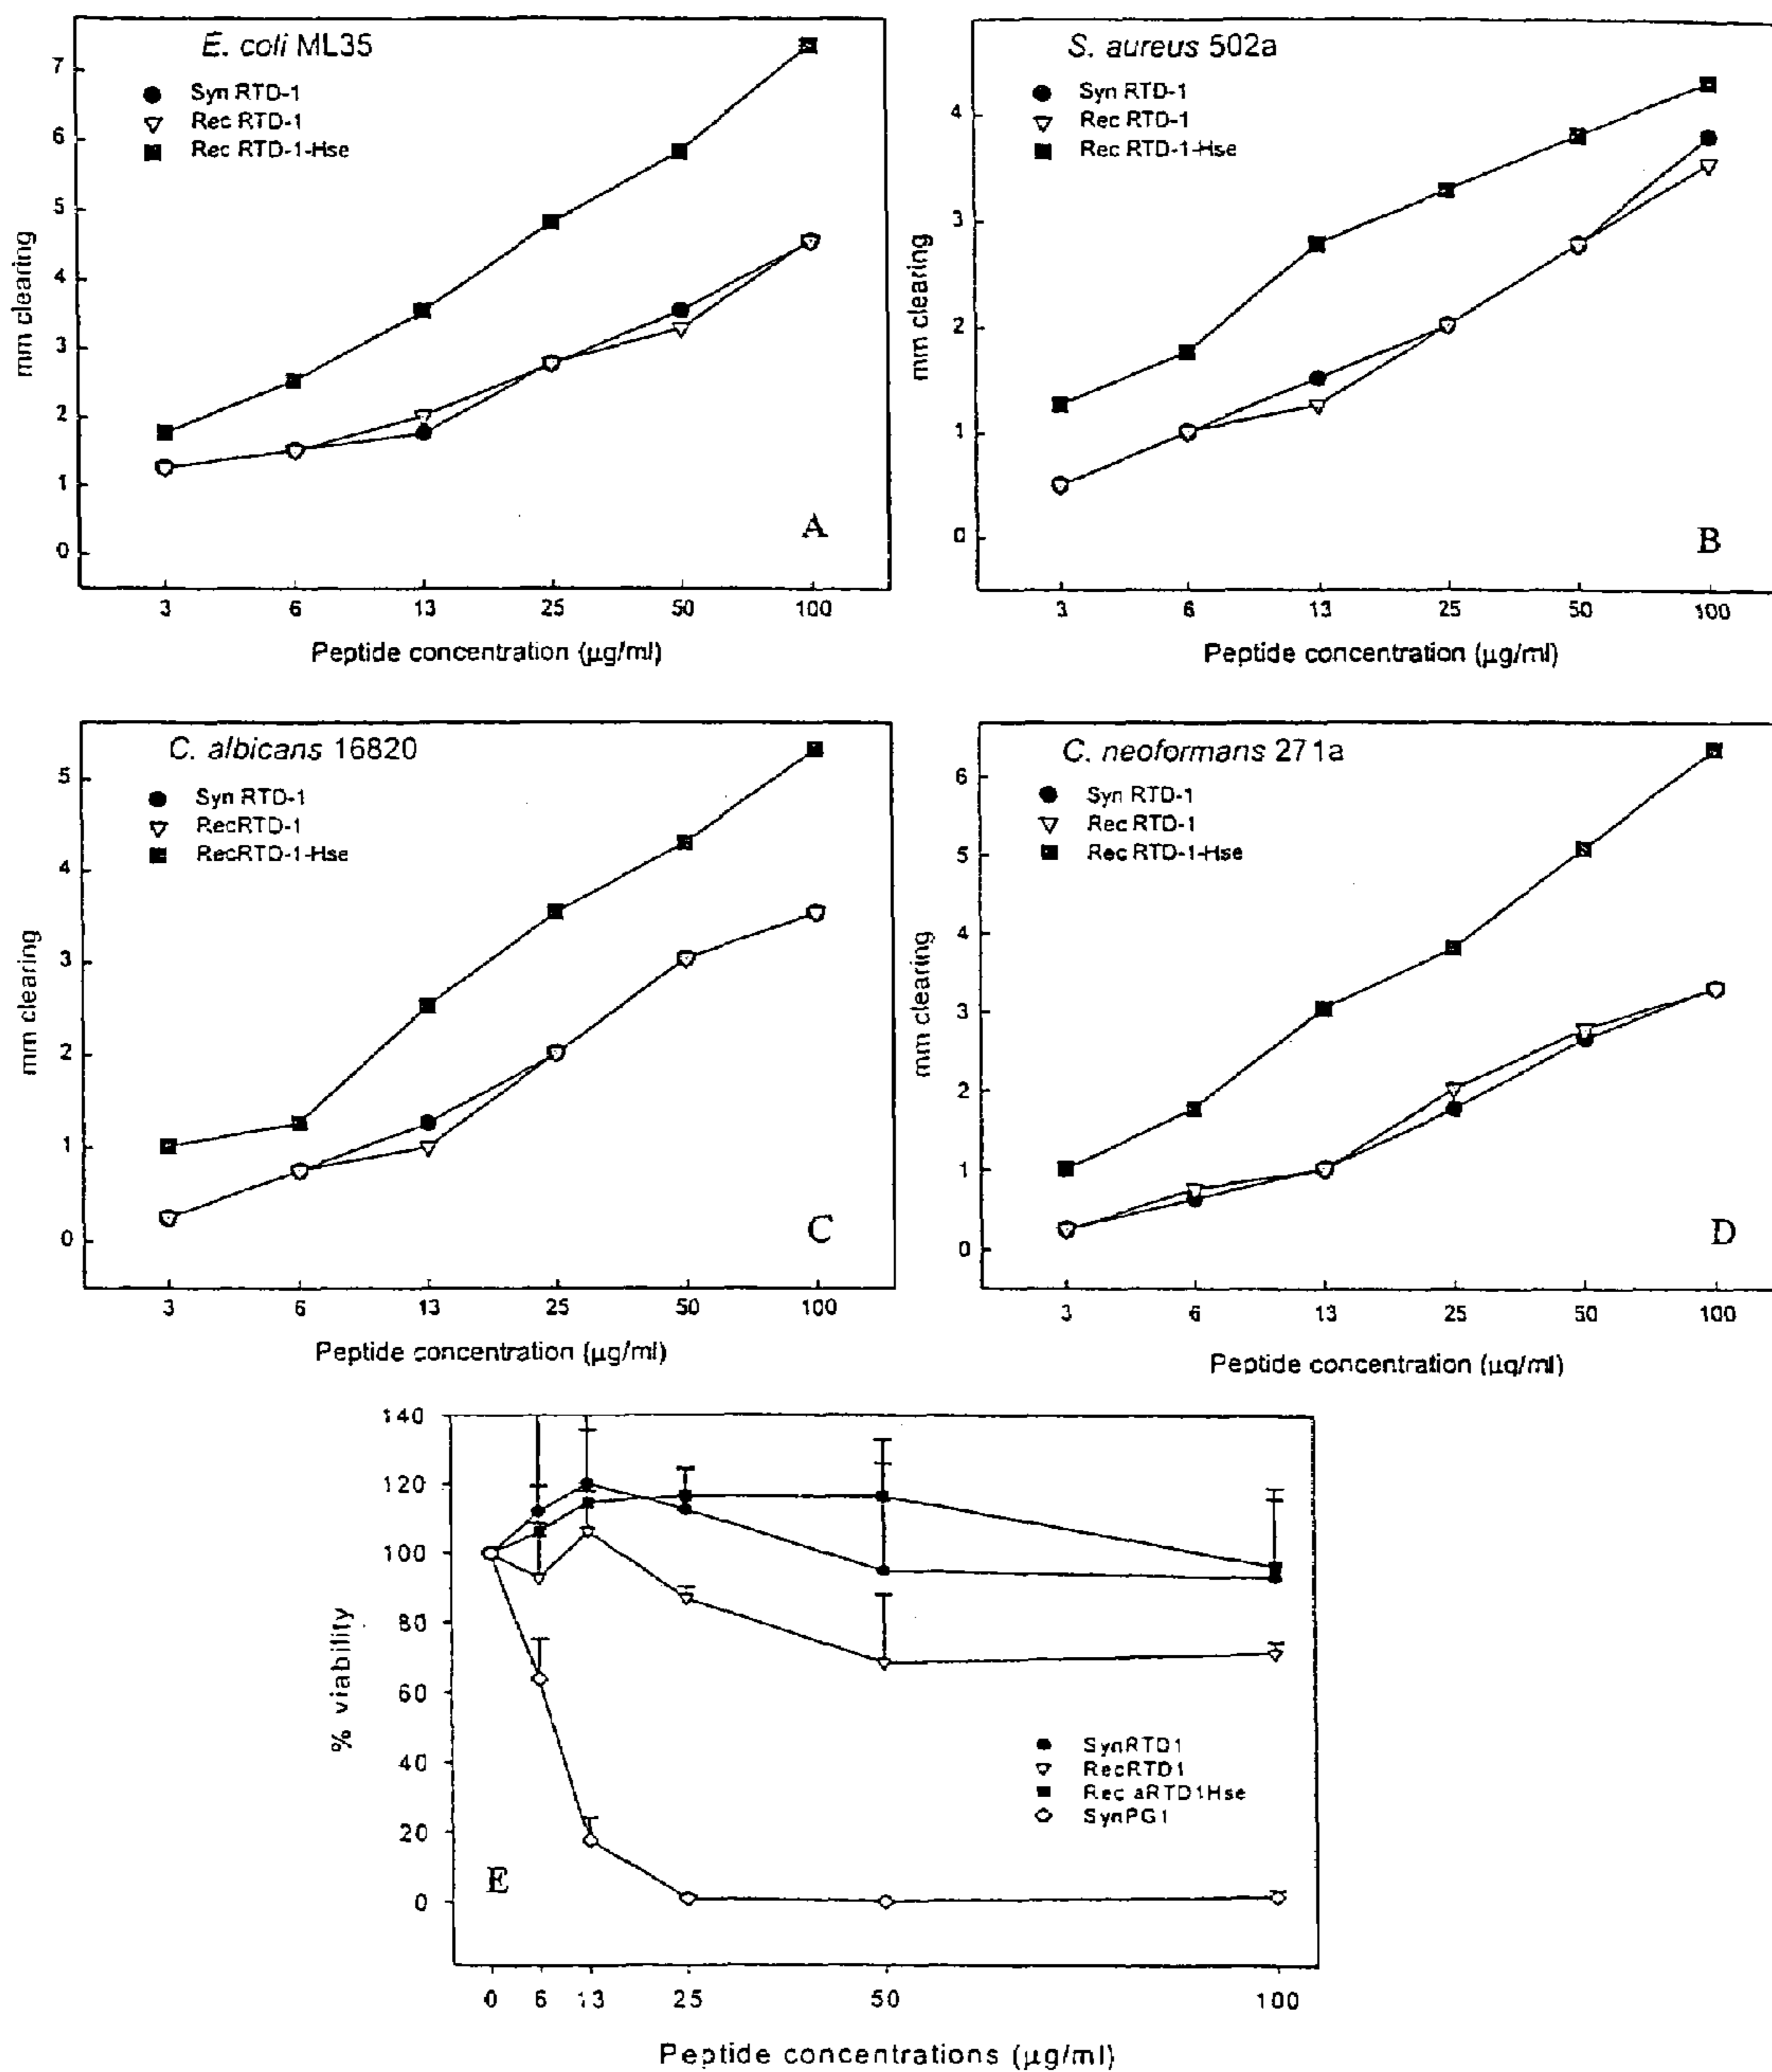 E. coli ML35
Syn RTD-1
Rec RTD-1
Rec RTD-1-Hse
mm clearing
7
6
5
4
3
2
1
0
3 6 13 25 50 100
A
Peptide concentration (µg/ml)
S. aureus 502a
Syn RTD-1
Rec RTD-1
Rec RTD-1-Hse
mm clearing
4
3
2
1
0
3 6 13 25 50 100
B
Peptide concentration (µg/ml)
C. albicans 16820
Syn RTD-1
RecRTD-1
RecRTD-1-Hse
mm clearing
5
4
3
2
1
0
3 6 13 25 50 100
C
Peptide concentration (µg/ml)
C. neoformans 271a
Syn RTD-1
Rec RTD-1
Rec RTD-1-Hse
mm clearing
6
5
4
3
2
1
0
3 6 13 25 50 100
D
Peptide concentration (µg/ml)
% viability
140
120
100
80
60
40
20
0
SynRTD1
RecRTD1
Rec aRTD1Hse
SynPG1
E
0 6 13 25 50 100
Peptide concentrations (µg/ml)